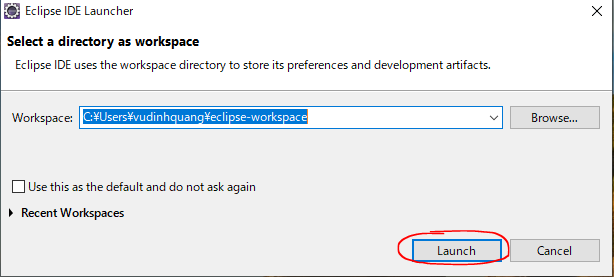 Eclipse IDE Launcher
Select a directory as workspace
Eclipse IDE uses the workspace directory to store its preferences and development artifacts.
Workspace: C:¥Users¥vudinhquang¥eclipse-workspace Browse...
Use this as the default and do not ask again
Recent Workspaces
Launch Cancel